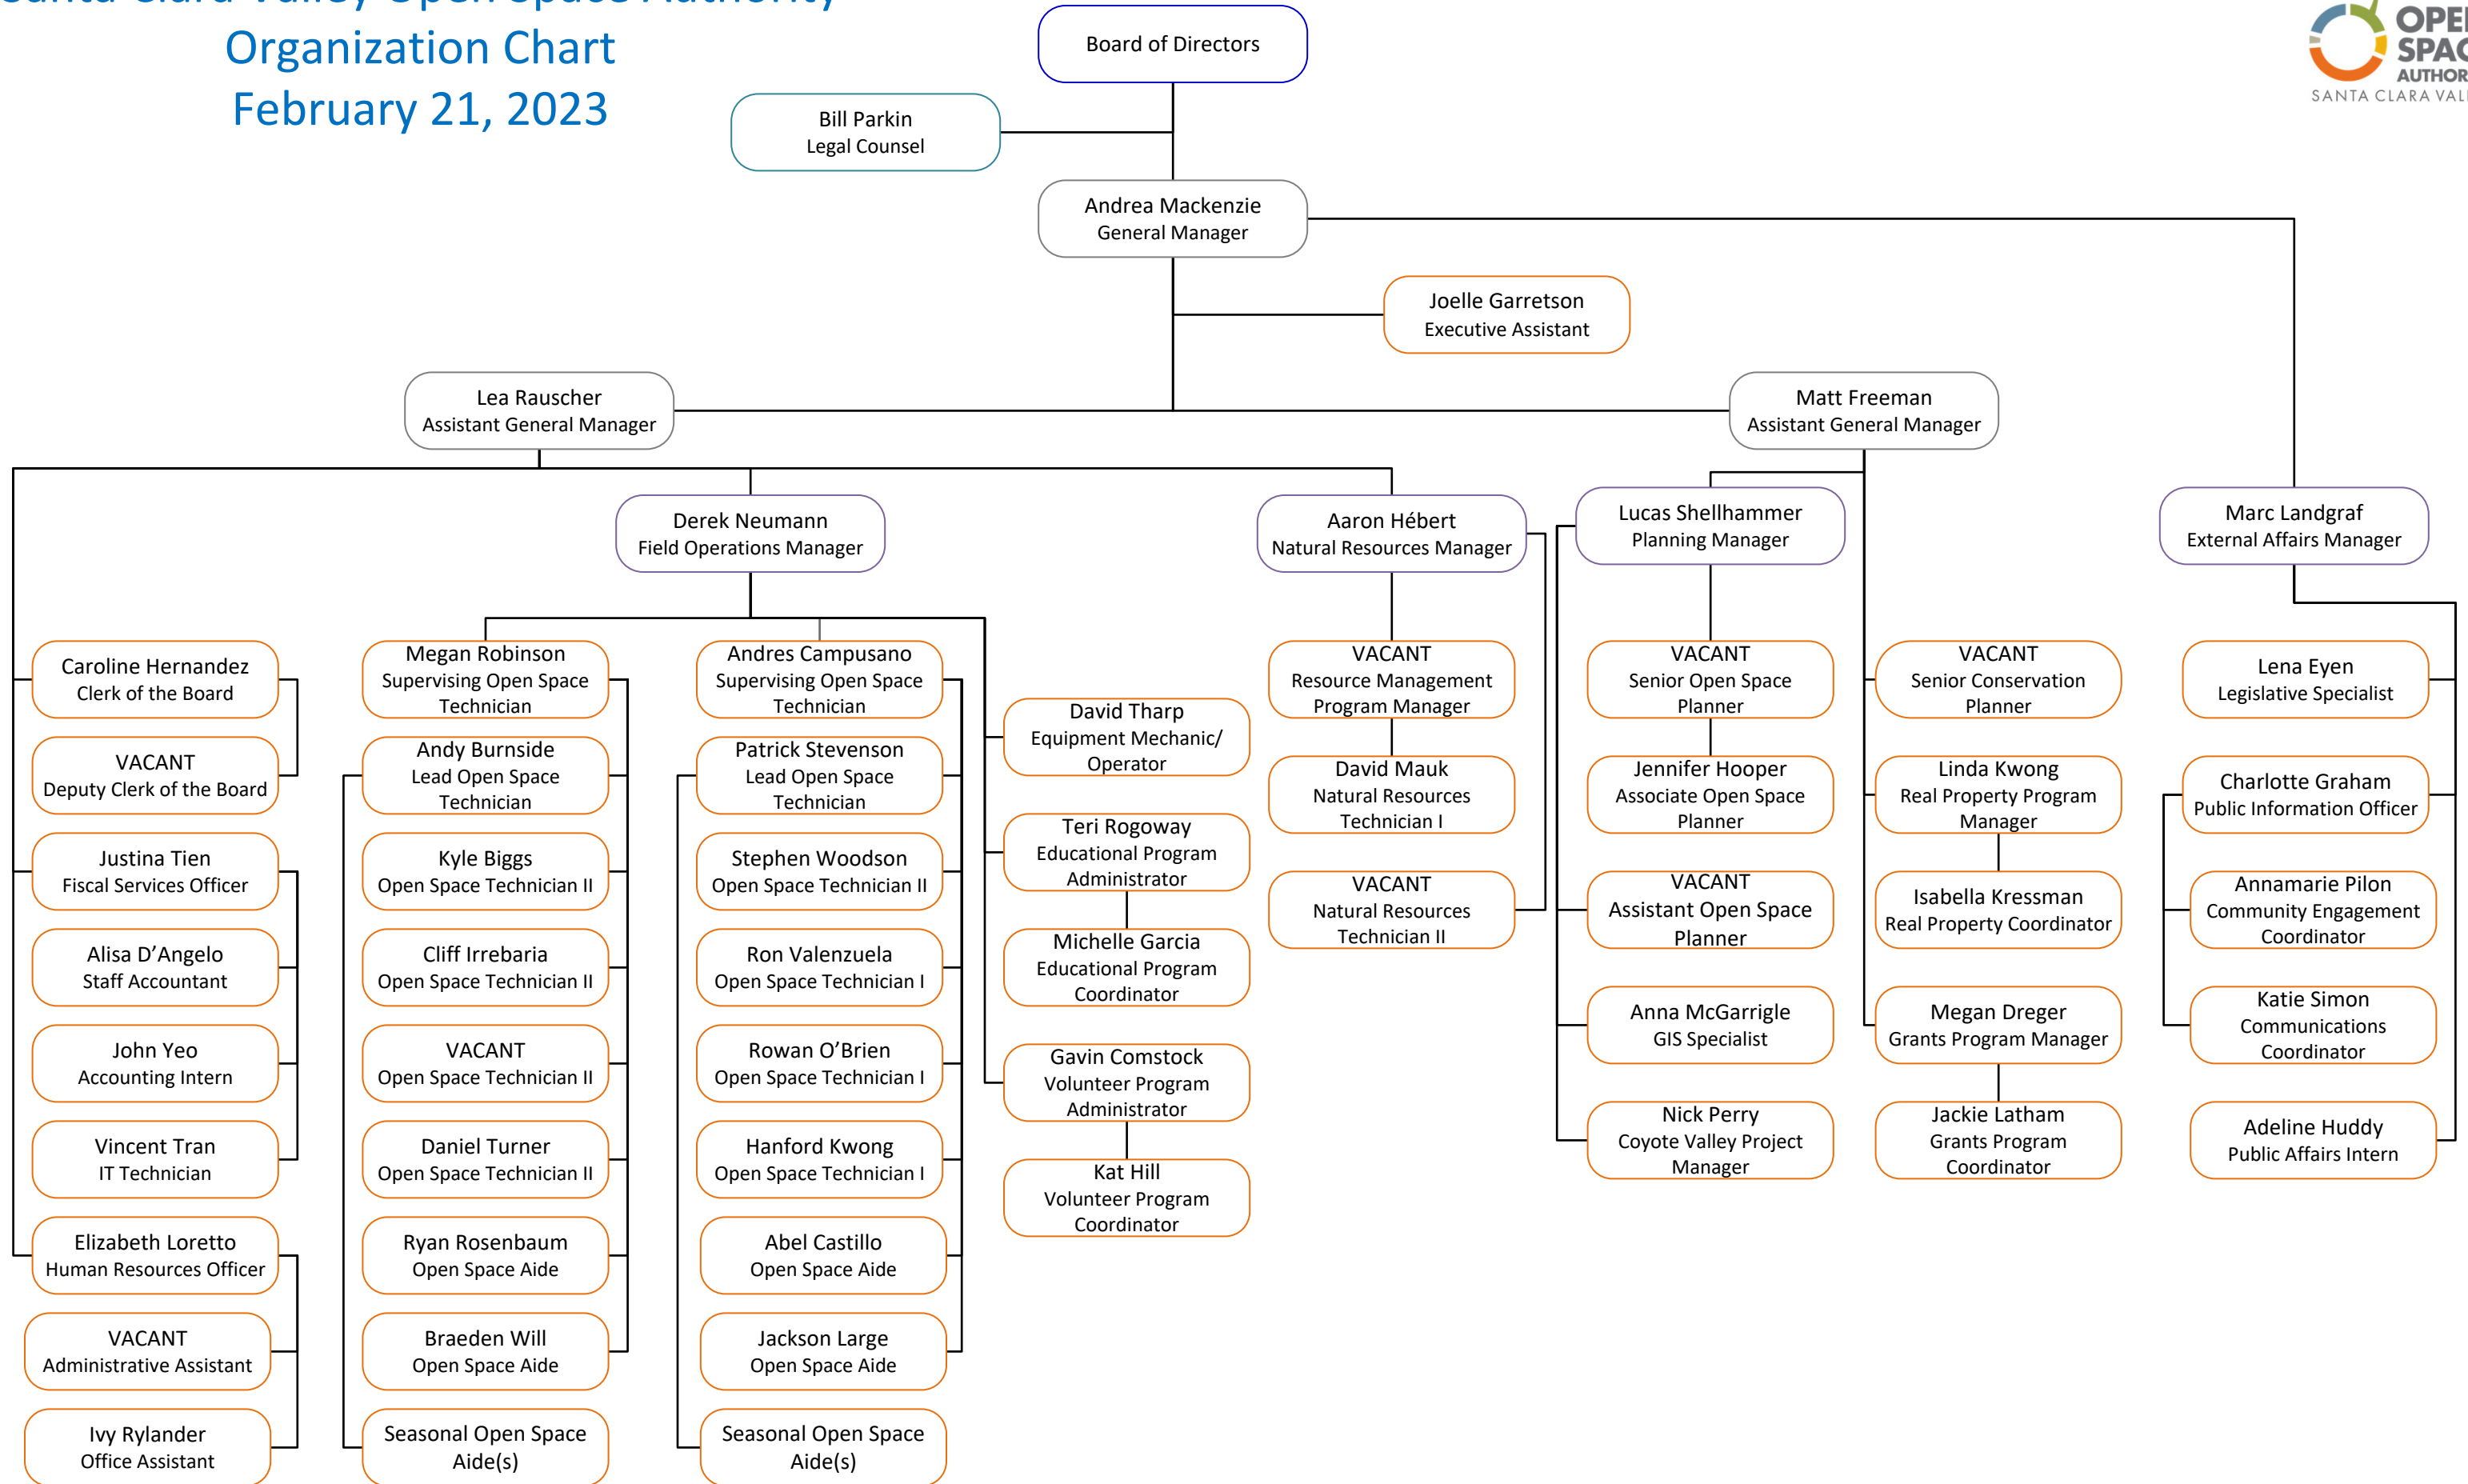 Santa Clara Valley Open Space Authority
Organization Chart
February 21, 2023
SANTA CLARA
Board of Directors
Bill Parkin
Legal Counsel
Andrea Mackenzie
General Manager
Joelle Garretson
Executive Assistant
Lea Rauscher
Assistant General Manager
Matt Freeman
Assistant General Manager
Derek Neumann
Field Operations Manager
Aaron Hébert
Natural Resources Manager
Lucas Shellhammer
Planning Manager
Marc Landgraf
External Affairs Manager
Caroline Hernandez
Clerk of the Board
VACANT
Deputy Clerk of the Board
Justina Tien
Fiscal Services Officer
Alisa D’Angelo
Staff Accountant
John Yeo
Accounting Intern
Vincent Tran
IT Technician
Elizabeth Loretto
Human Resources Officer
VACANT
Administrative Assistant
Ivy Rylander
Office Assistant
Megan Robinson
Supervising Open Space
Technician
Andy Burnside
Lead Open Space
Technician
Kyle Biggs
Open Space Technician II
Cliff Irrebaria
Open Space Technician II
VACANT
Open Space Technician II
Daniel Turner
Open Space Technician II
Ryan Rosenbaum
Open Space Aide
Braeden Will
Open Space Aide
Seasonal Open Space
Aide(s)
Andres Campusano
Supervising Open Space
Technician
Patrick Stevenson
Lead Open Space
Technician
Stephen Woodson
Open Space Technician II
Ron Valenzuela
Open Space Technician I
Rowan O’Brien
Open Space Technician I
Hanford Kwong
Open Space Technician I
Abel Castillo
Open Space Aide
Jackson Large
Open Space Aide
Seasonal Open Space
Aide(s)
David Tharp
Equipment Mechanic/
Operator
Teri Rogoway
Educational Program
Administrator
Michelle Garcia
Educational Program
Coordinator
Gavin Comstock
Volunteer Program
Administrator
Kat Hill
Volunteer Program
Coordinator
VACANT
Resource Management
Program Manager
David Mauk
Natural Resources
Technician I
VACANT
Natural Resources
Technician II
VACANT
Senior Open Space
Planner
Jennifer Hooper
Associate Open Space
Planner
VACANT
Assistant Open Space
Planner
Anna McGarrigle
GIS Specialist
Nick Perry
Coyote Valley Project
Manager
VACANT
Senior Conservation
Planner
Linda Kwong
Real Property Program
Manager
Isabella Kressman
Real Property Coordinator
Megan Dreger
Grants Program Manager
Jackie Latham
Grants Program
Coordinator
Lena Eyen
Legislative Specialist
Charlotte Graham
Public Information Officer
Annamarie Pilon
Community Engagement
Coordinator
Katie Simon
Communications
Coordinator
Adeline Huddy
Public Affairs Intern